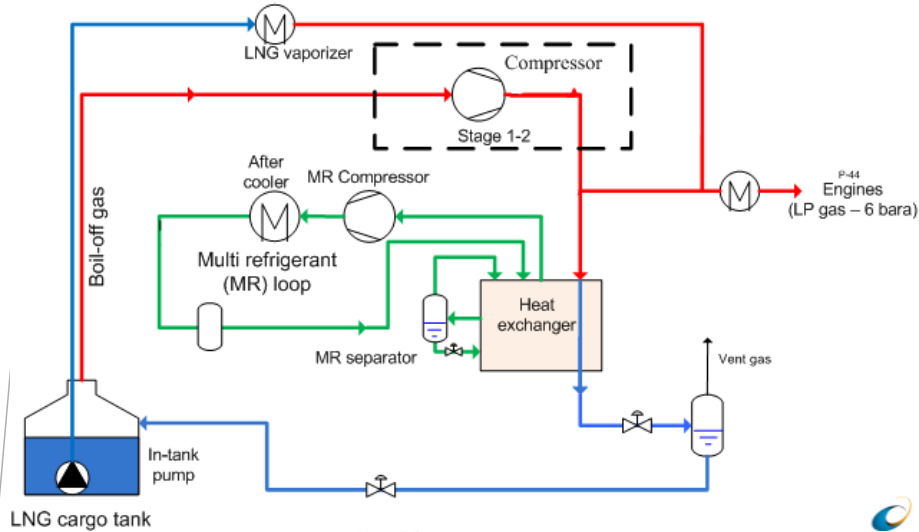 LNG vaporizer
Compressor
Stage 1-2
After
cooler
MR Compressor
P-44
Engines
(LP gas – 6 bara)
Boil-off gas
Multi refrigerant
(MR) loop
Heat
exchanger
MR separator
Vent gas
In-tank
pump
LNG cargo tank